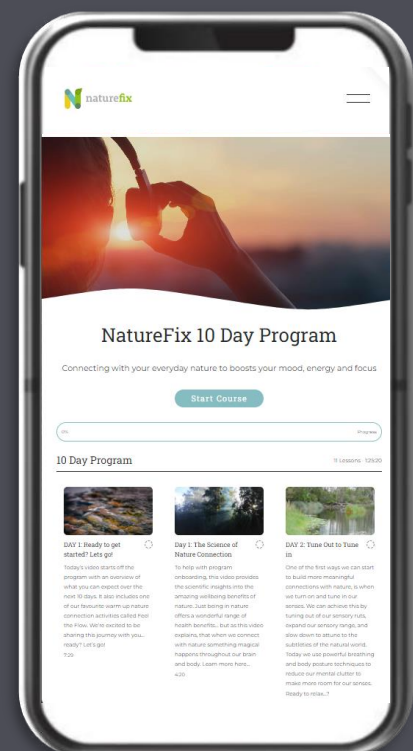 naturefix
NatureFix 10 Day Program
Connecting with your everyday nature to boosts your mood, energy and focus
Start Course
0%
Progress
10 Day Program
11 Lessons
DAY 1: Ready to get
started? Lets go!
Today's video starts off the
program with an overview of
what you can expect over the
next 10 days. It also includes one
of our favourite warm up nature
connection activities called Feel
the Flow. We're excited to be
sharing this journey with you...
ready? Let's go!
7:29
Day 1: The Science of
Nature Connection
To help with program
onboarding, this video provides
the scientific insights into the
amazing wellbeing benefits of
nature. Just being in nature
offers a wonderful range of
health benefits... but as this video
explains, that when we connect
with nature something magical
happens throughout our brain
and body. Learn more here...
4:20
DAY 2: Tune Out to Tune
in
One of the first ways we can start
to build more meaningful
connections with nature, is when
we turn on and tune in our
senses. We can achieve this by
tuning out of our sensory ruts,
expand our sensory range, and
slow down to attune to the
subtleties of the natural world.
Today we use powerful breathing
and body posture techniques to
reduce our mental clutter to
make more room for our senses.
Ready to relax...?